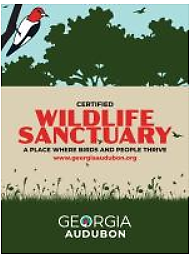 CERTIFIED
WILDLIFE
SANCTUARY
A PLACE WHERE BIRDS AND PEOPLE THRIVE
www.georgiaaudubon.org
GEORGIA
AUDUBON